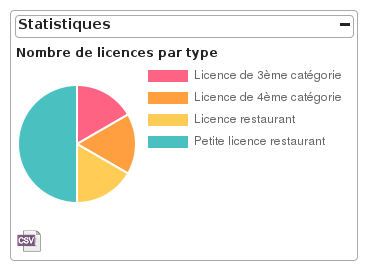 Statistiques
Nombre de licences par type
Licence de 3ème catégorie
Licence de 4ème catégorie
Licence restaurant
Petite licence restaurant
CSV